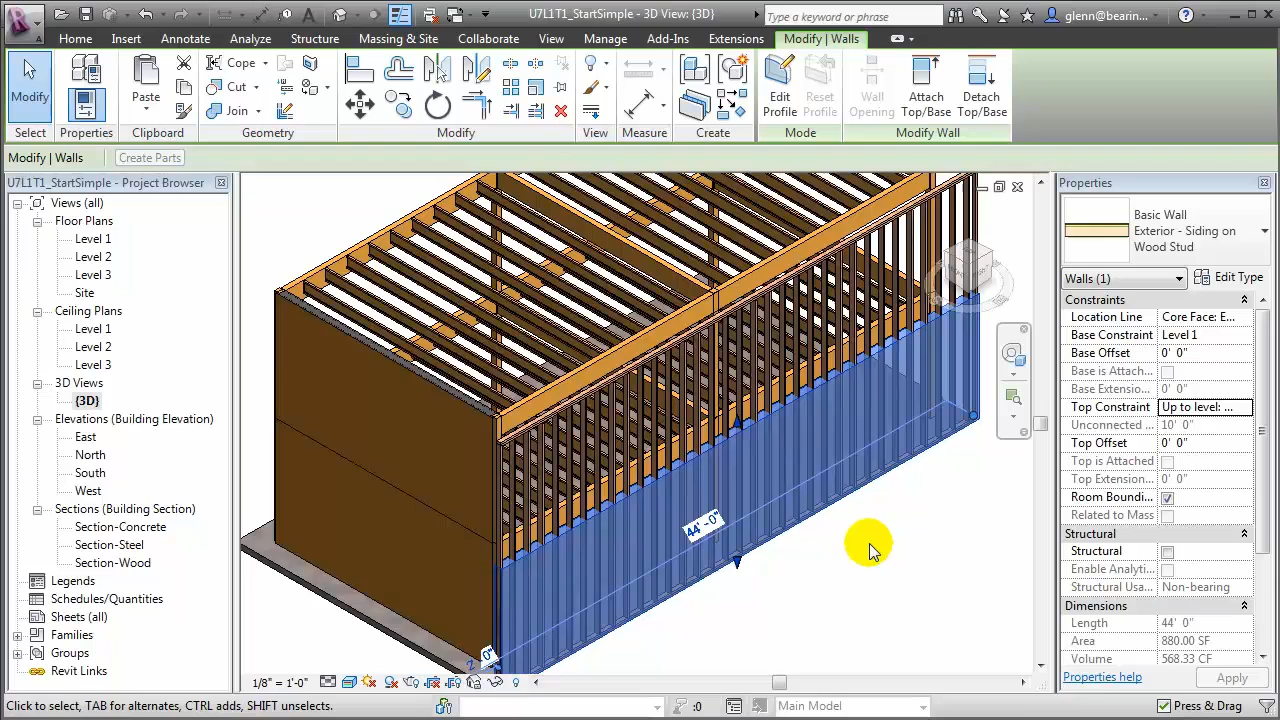 U7L1T1_StartSimple - 3D View: {3D}
Type a keyword or phrase
glenn@bearin...
Home Insert Annotate Analyze Structure Massing & Site Collaborate View Manage Add-Ins Extensions Modify | Walls
Modify
Paste
Cope
Cut
Join
Edit Profile
Reset Profile
Wall Opening
Attach Top/Base
Detach Top/Base
Select Properties Clipboard Geometry Modify View Measure Create Mode Modify Wall
Modify | Walls Create Parts
U7L1T1_StartSimple - Project Browser
Views (all)
Floor Plans
Level 1
Level 2
Level 3
Site
Ceiling Plans
Level 1
Level 2
Level 3
3D Views
{3D}
Elevations (Building Elevation)
East
North
South
West
Sections (Building Section)
Section-Concrete
Section-Steel
Section-Wood
Legends
Schedules/Quantities
Sheets (all)
Families
Groups
Revit Links
44' - 0"
1/8" = 1'-0"
Properties
Basic Wall
Exterior - Siding on
Wood Stud
Walls (1) Edit Type
Constraints
Location Line Core Face: E...
Base Constraint Level 1
Base Offset 0' 0"
Base is Attach...
Base Extensio... 0' 0"
Top Constraint Up to level: ...
Unconnected ... 10' 0"
Top Offset 0' 0"
Top is Attached
Top Extension... 0' 0"
Room Boundi...
Related to Mass
Structural
Structural
Enable Analyti...
Structural Usa... Non-bearing
Dimensions
Length 44' 0"
Area 880.00 SF
Volume 568.33 CF
Properties help Apply
Click to select, TAB for alternates, CTRL adds, SHIFT unselects.
:0
Main Model
Press & Drag